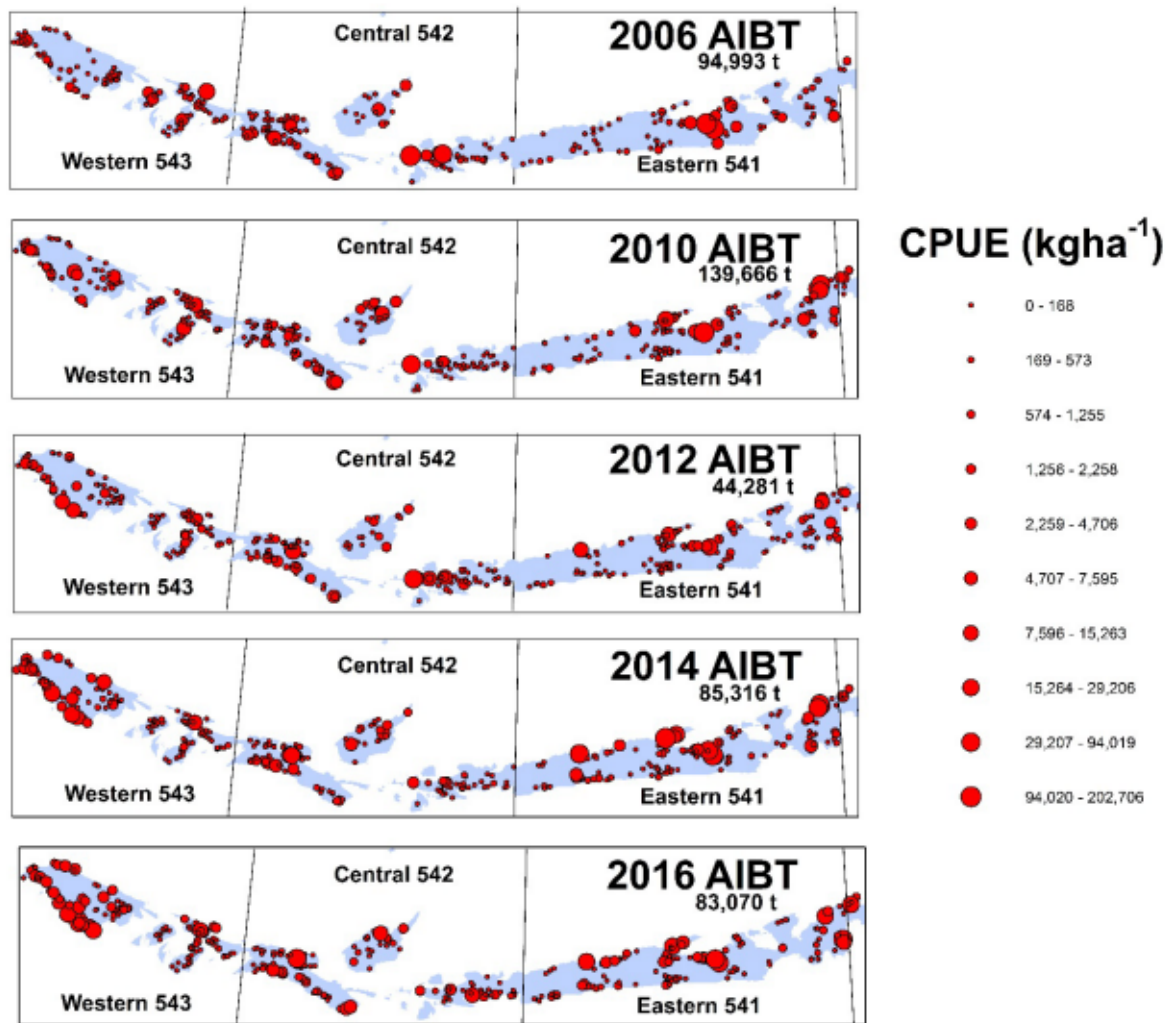 Central 542
2006 AIBT
94,993 t
Western 543
Eastern 541
Central 542
2010 AIBT
139,666 t
Western 543
Eastern 541
Central 542
2012 AIBT
44,281 t
Western 543
Eastern 541
Central 542
2014 AIBT
85,316 t
Western 543
Eastern 541
Central 542
2016 AIBT
83,070 t
Western 543
Eastern 541
CPUE (kgha⁻¹)
0 - 168
169 - 573
574 - 1,255
1,256 - 2,258
2,259 - 4,706
4,707 - 7,595
7,596 - 15,263
15,264 - 29,206
29,207 - 94,019
94,020 - 202,706